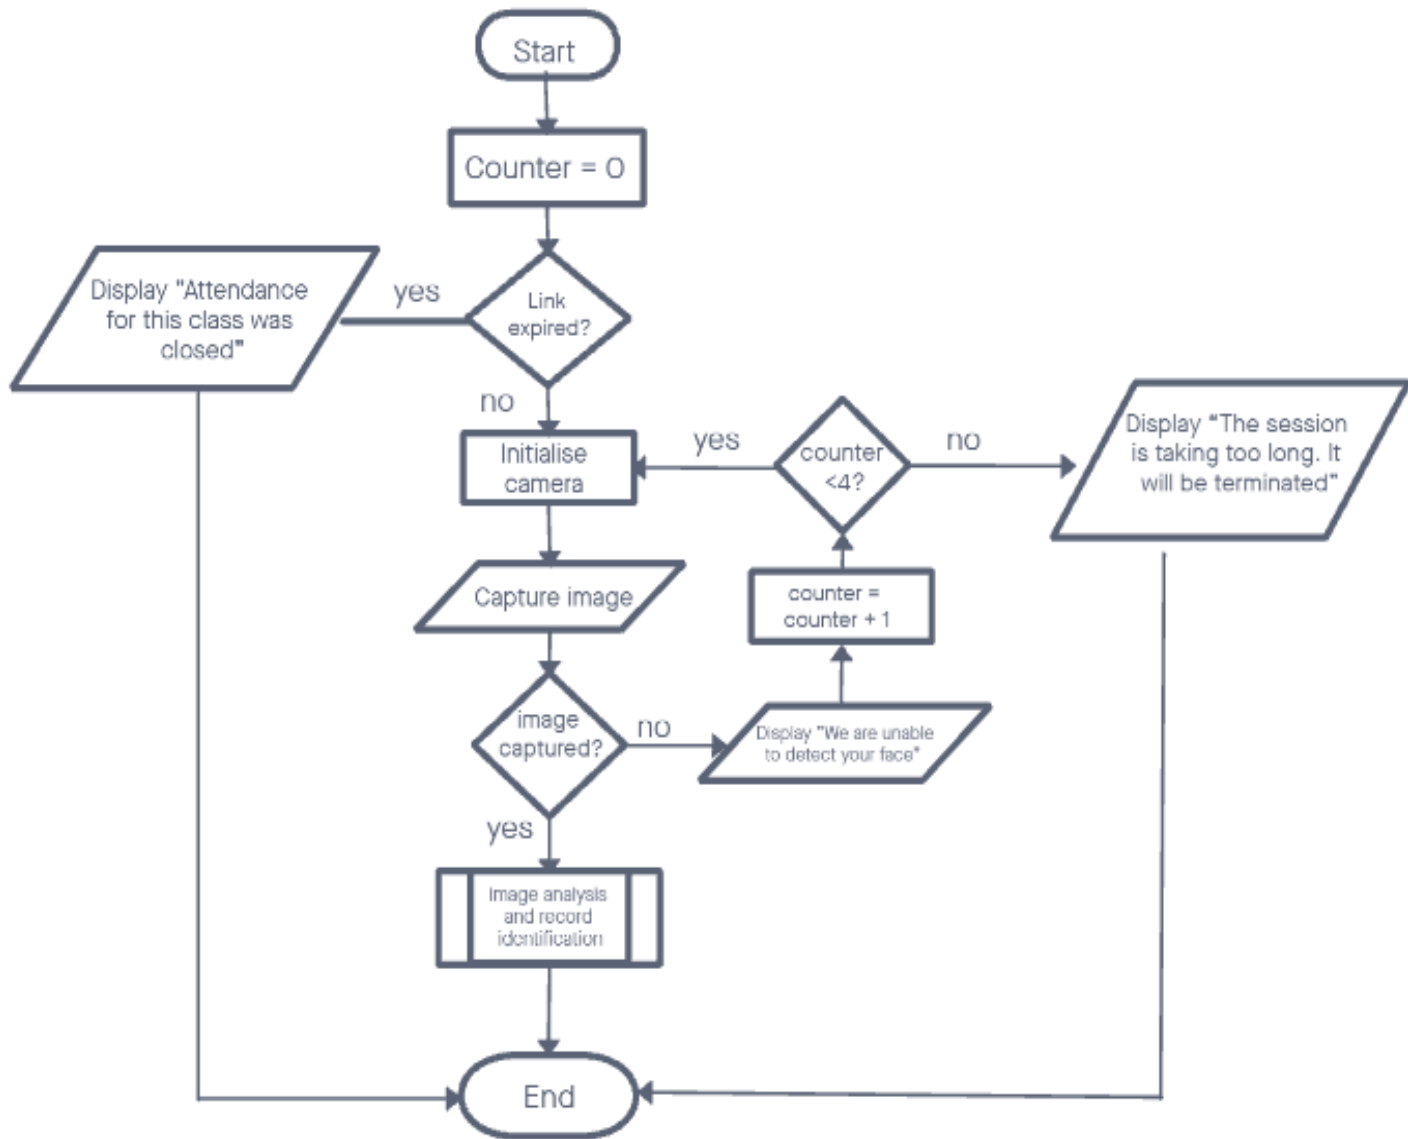 Start
Counter = 0
Link
expired?
yes
Display "Attendance
for this class was
closed"
no
Initialise
camera
yes
counter
<4?
no
Display "The session
is taking too long. It
will be terminated"
Capture image
counter =
counter + 1
image
captured?
no
Display "We are unable
to detect your face"
yes
Image analysis
and record
identification
End